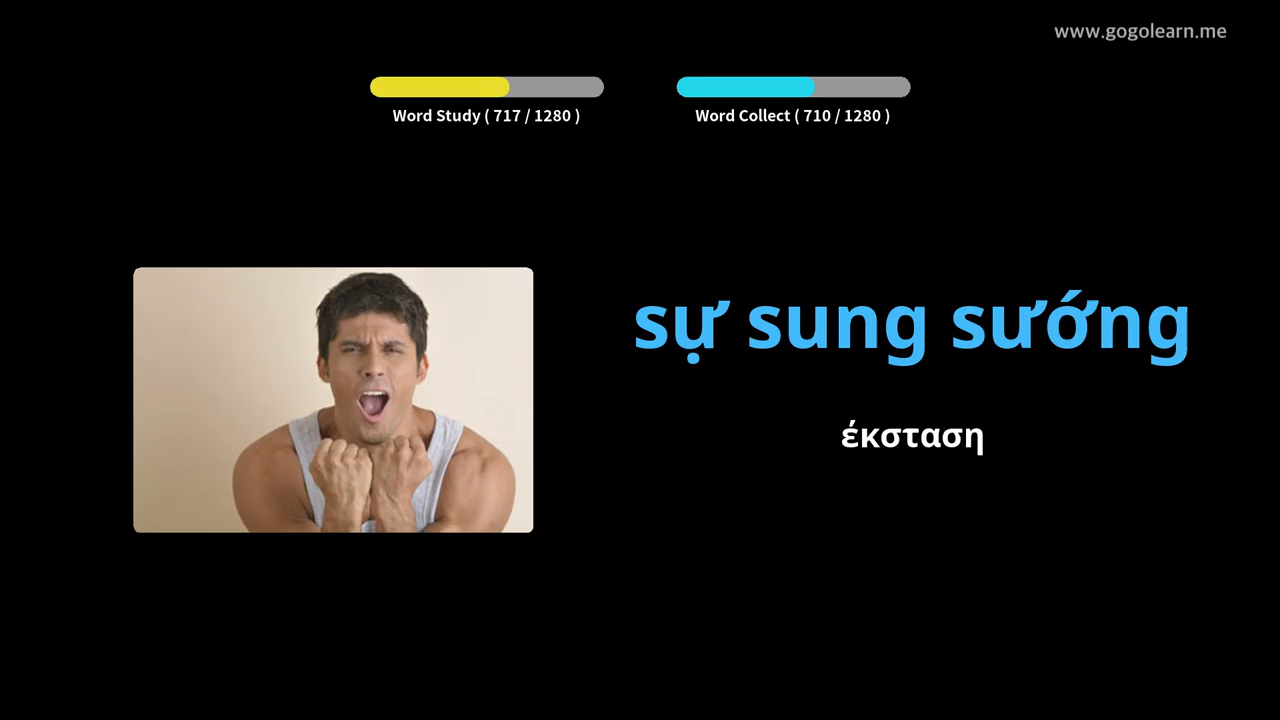 www.gogolearn.me
Word Study ( 717 / 1280 )
Word Collect ( 710 / 1280 )
sự sung sướng
έκσταση